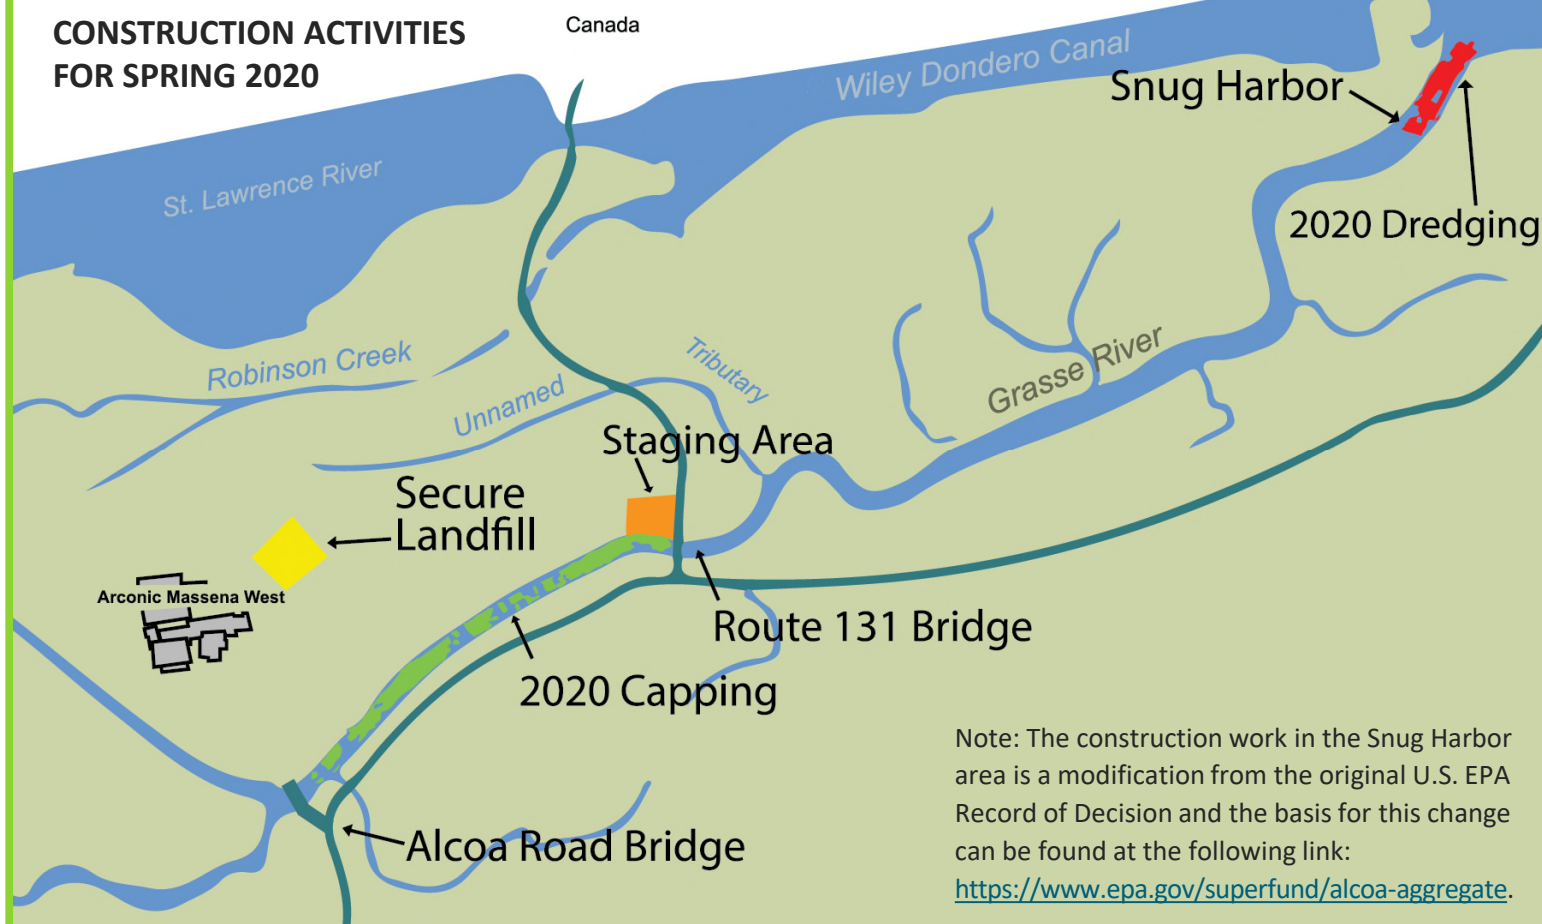 CONSTRUCTION ACTIVITIES
FOR SPRING 2020
Canada
Wiley Dondero Canal
Snug Harbor
St. Lawrence River
2020 Dredging
Robinson Creek
Unnamed
Tributary
Grasse River
Staging Area
Secure
Landfill
Arconic Massena West
Route 131 Bridge
2020 Capping
Alcoa Road Bridge
Note: The construction work in the Snug Harbor
area is a modification from the original U.S. EPA
Record of Decision and the basis for this change
can be found at the following link:
https://www.epa.gov/superfund/alcoa-aggregate.